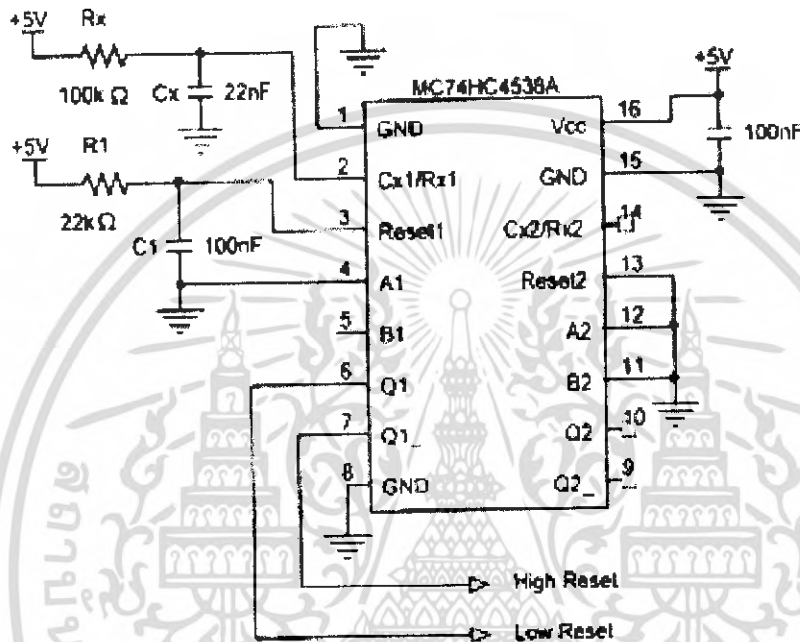 +5V
Rx
100kΩ
Cx
22nF
+5V
R1
22kΩ
C1
100nF
MC74HC4538A
1
GND
2
Cx1/Rx1
3
Reset1
4
A1
5
B1
6
Q1
7
Q1_
8
GND
+5V
16
Vcc
100nF
15
GND
14
Cx2/Rx2
13
Reset2
12
A2
11
B2
10
Q2
9
Q2_
High Reset
Low Reset